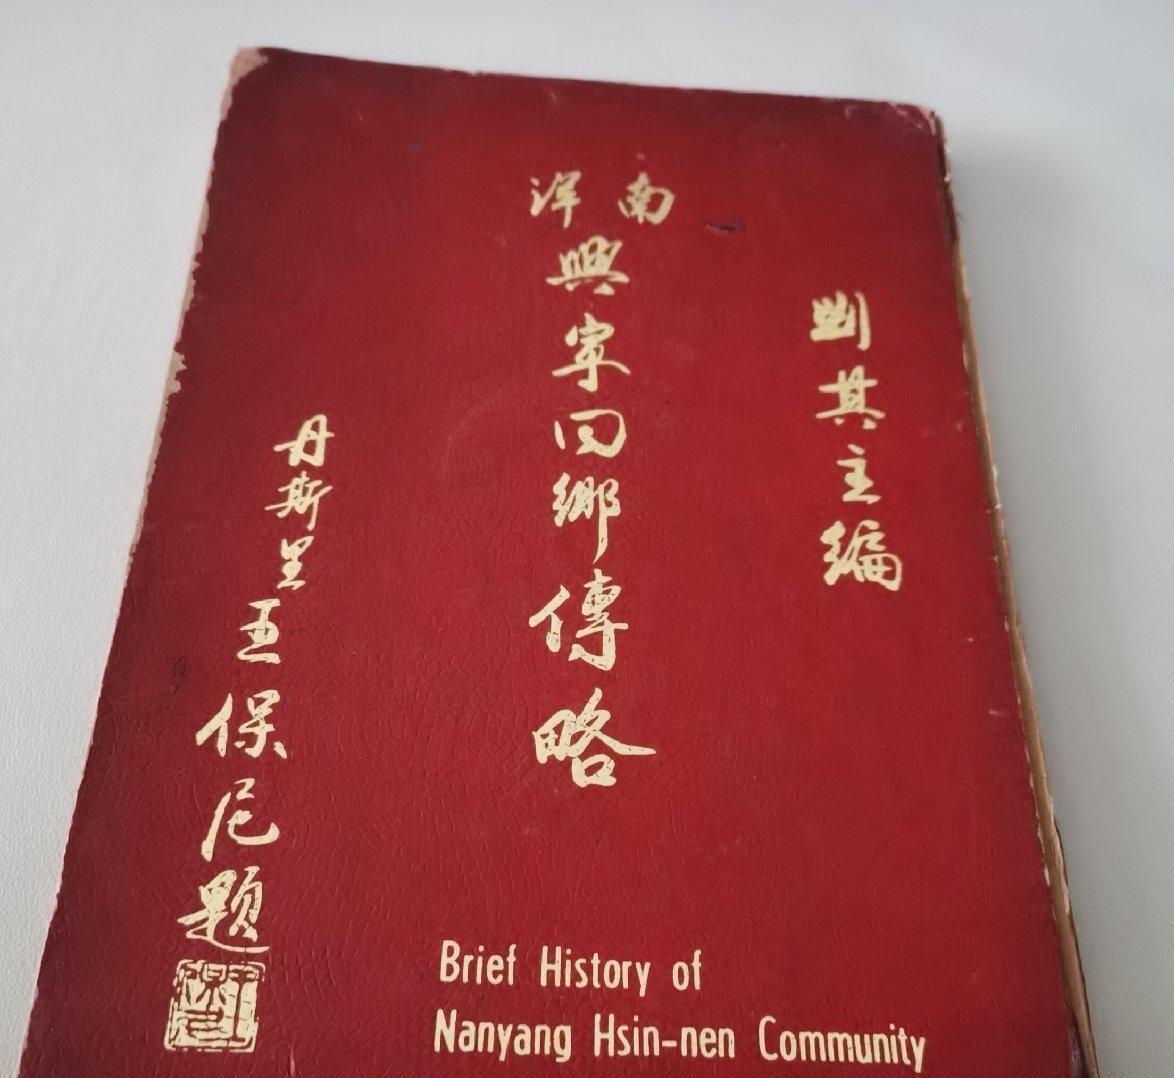 劉其主編
南洋
興寧同鄉傳略
丹斯里王保尼題
Brief History of
Nanyang Hsin-nen Community